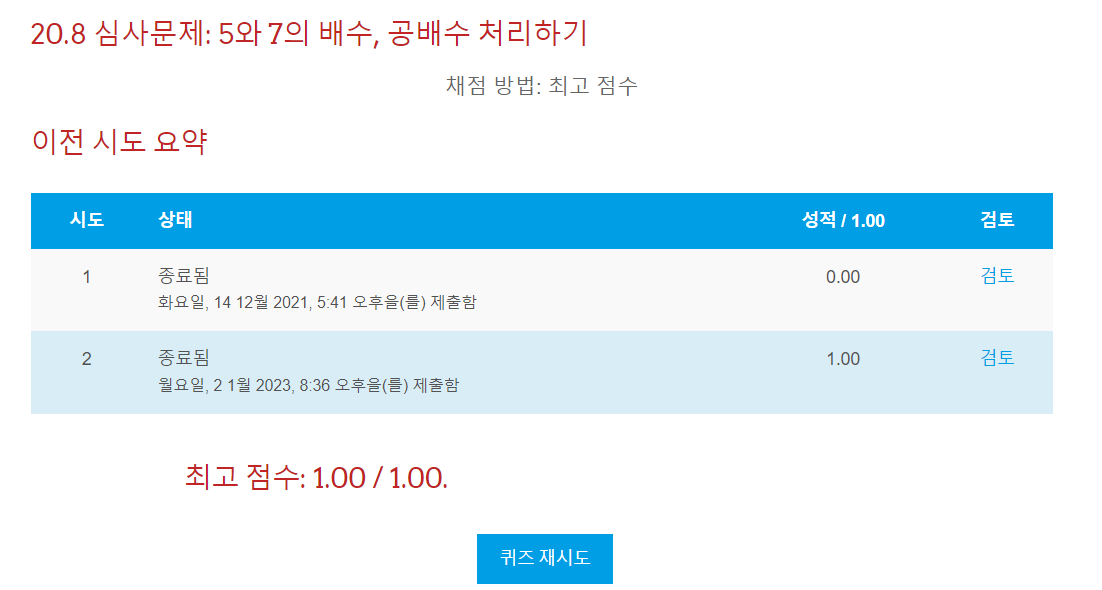 20.8 심사문제: 5와 7의 배수, 공배수 처리하기
채점 방법: 최고 점수
이전 시도 요약
시도 상태 성적 / 1.00 검토
1 종료됨 0.00 검토
화요일, 14 12월 2021, 5:41 오후을(를) 제출함
2 종료됨 1.00 검토
월요일, 2 1월 2023, 8:36 오후을(를) 제출함
최고 점수: 1.00 / 1.00.
퀴즈 재시도